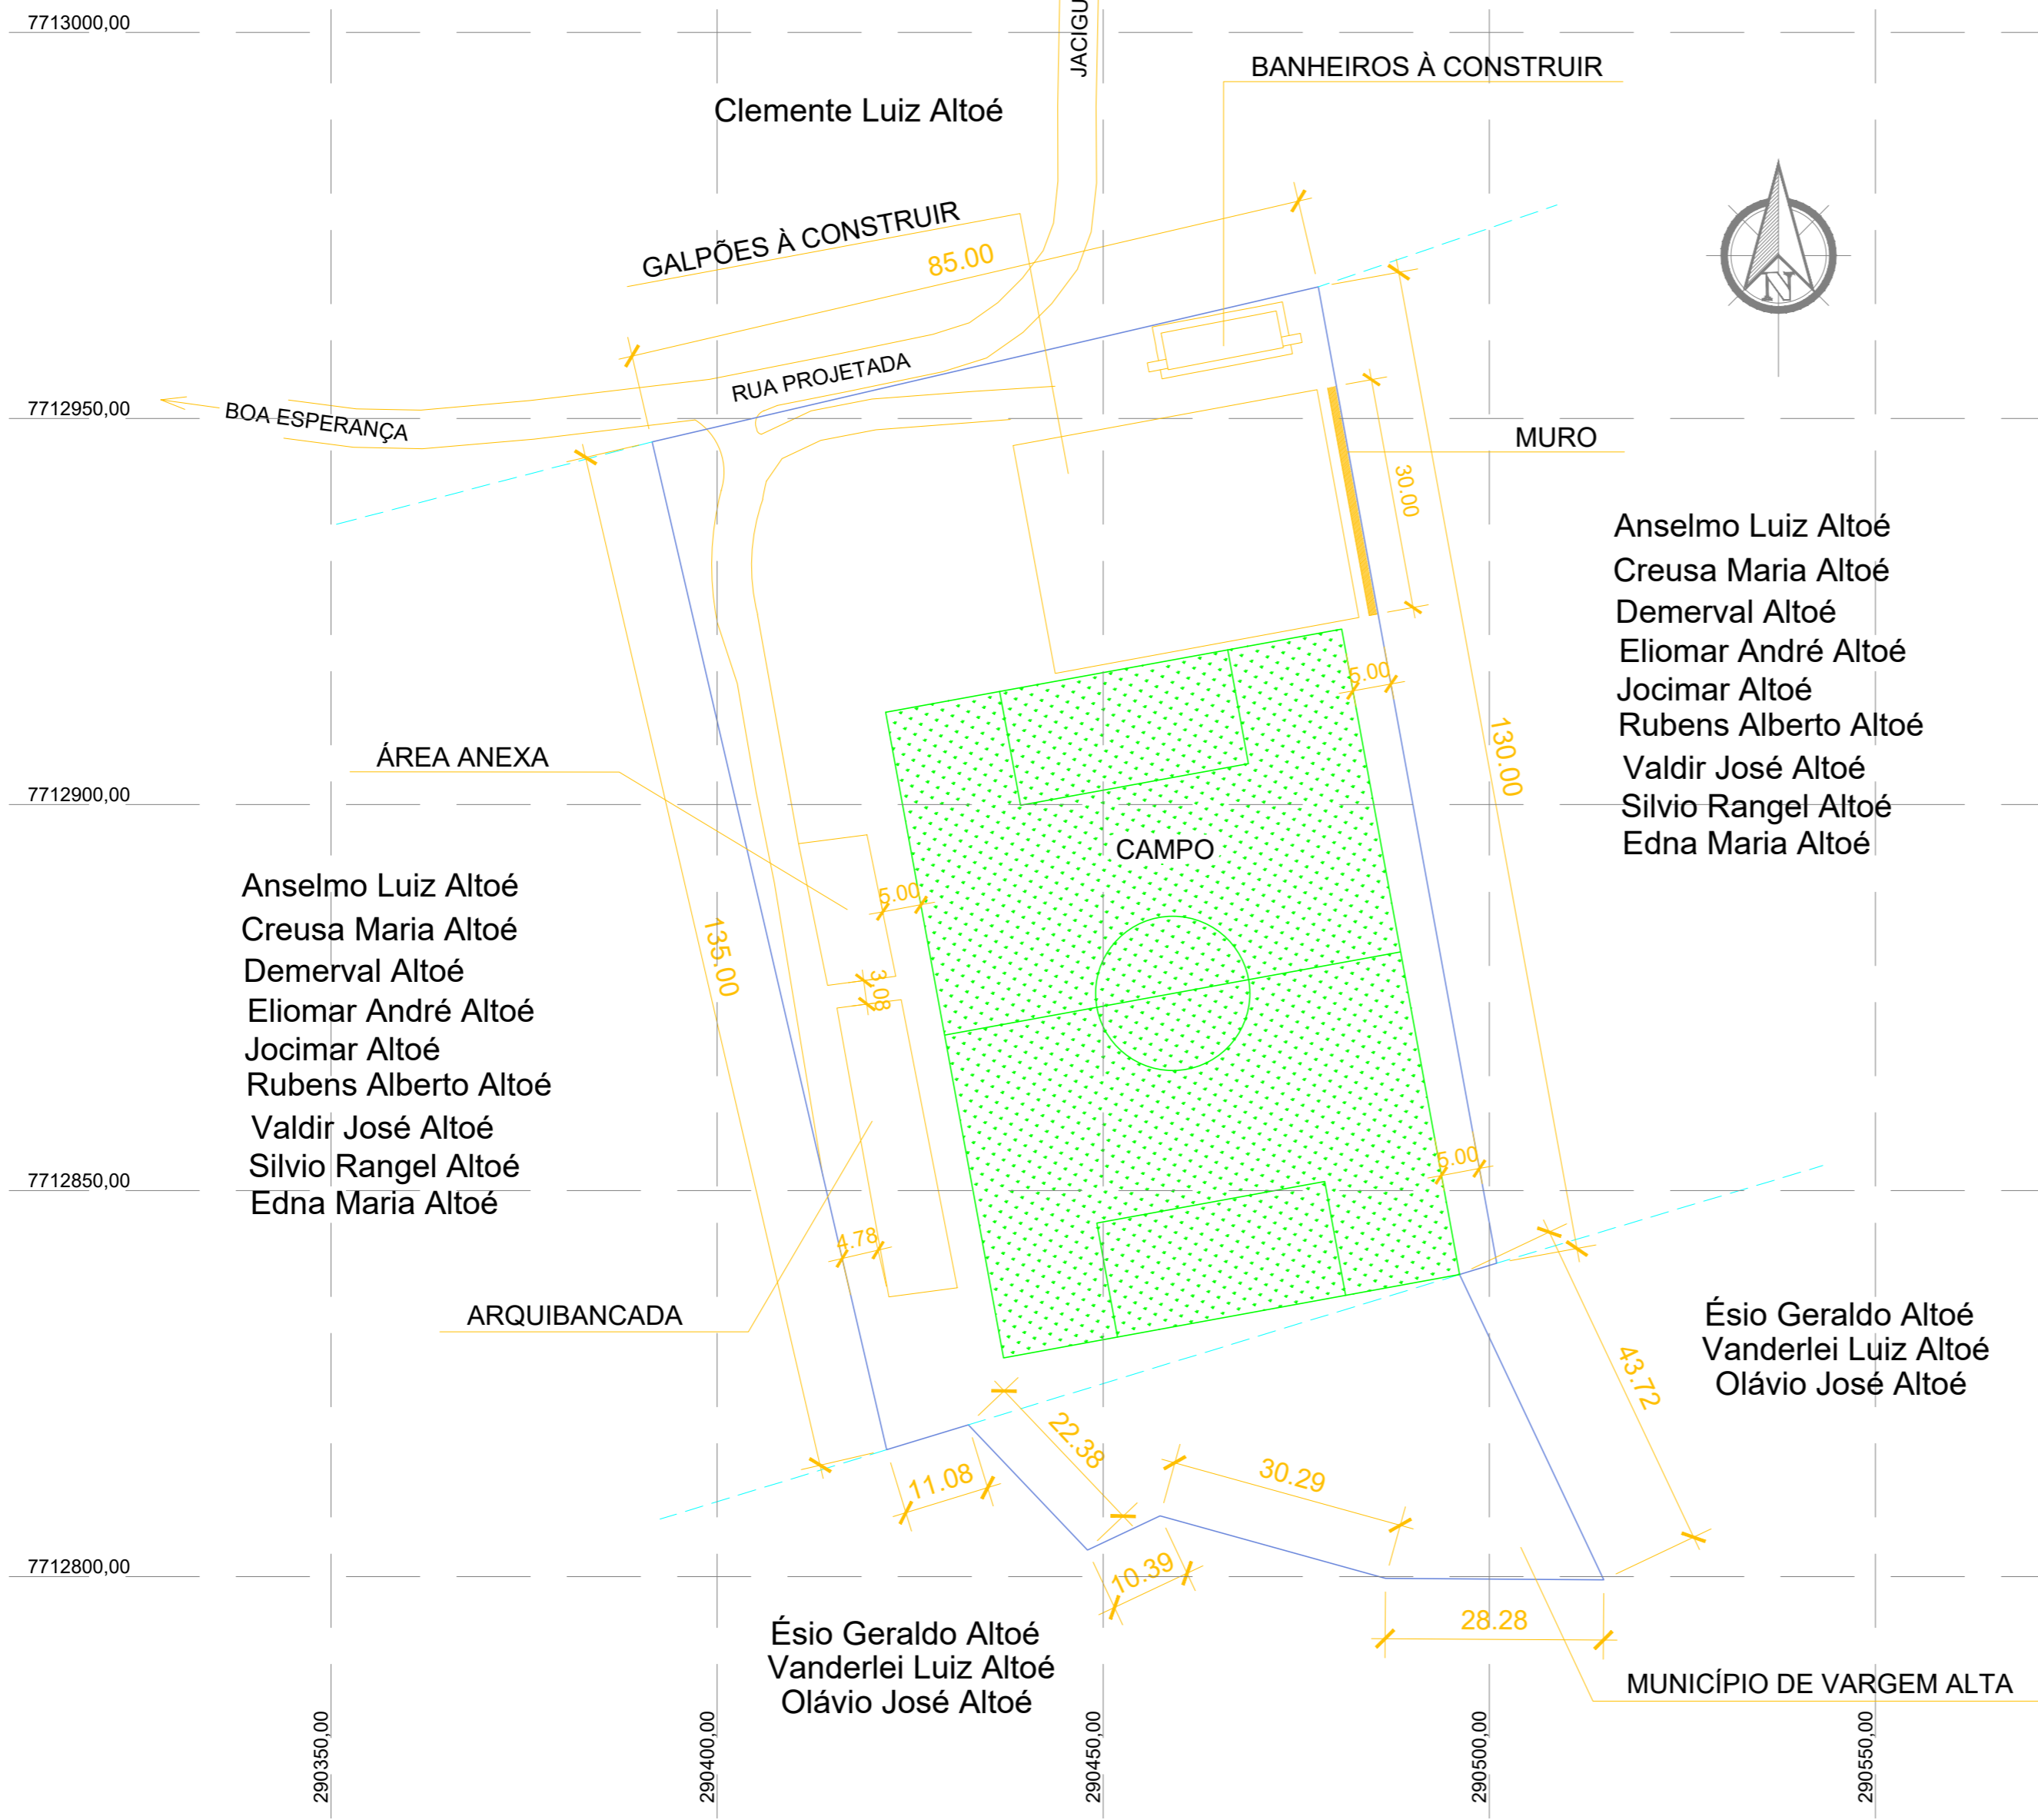 7713000,00
JACIGU
BANHEIROS À CONSTRUIR
Clemente Luiz Altoé
GALPÕES À CONSTRUIR
85.00
N
RUA PROJETADA
7712950,00
BOA ESPERANÇA
MURO
30.00
Anselmo Luiz Altoé
Creusa Maria Altoé
Demerval Altoé
Eliomar André Altoé
Jocimar Altoé
Rubens Alberto Altoé
Valdir José Altoé
Silvio Rangel Altoé
Edna Maria Altoé
5.00
130.00
ÁREA ANEXA
7712900,00
CAMPO
Anselmo Luiz Altoé
Creusa Maria Altoé
Demerval Altoé
Eliomar André Altoé
Jocimar Altoé
Rubens Alberto Altoé
Valdir José Altoé
Silvio Rangel Altoé
Edna Maria Altoé
5.00
135.00
3.08
7712850,00
5.00
4.78
ARQUIBANCADA
Ésio Geraldo Altoé
Vanderlei Luiz Altoé
Olávio José Altoé
43.72
22.38
11.08
30.29
7712800,00
10.39
28.28
Ésio Geraldo Altoé
Vanderlei Luiz Altoé
Olávio José Altoé
MUNICÍPIO DE VARGEM ALTA
290350,00
290400,00
290450,00
290500,00
290550,00